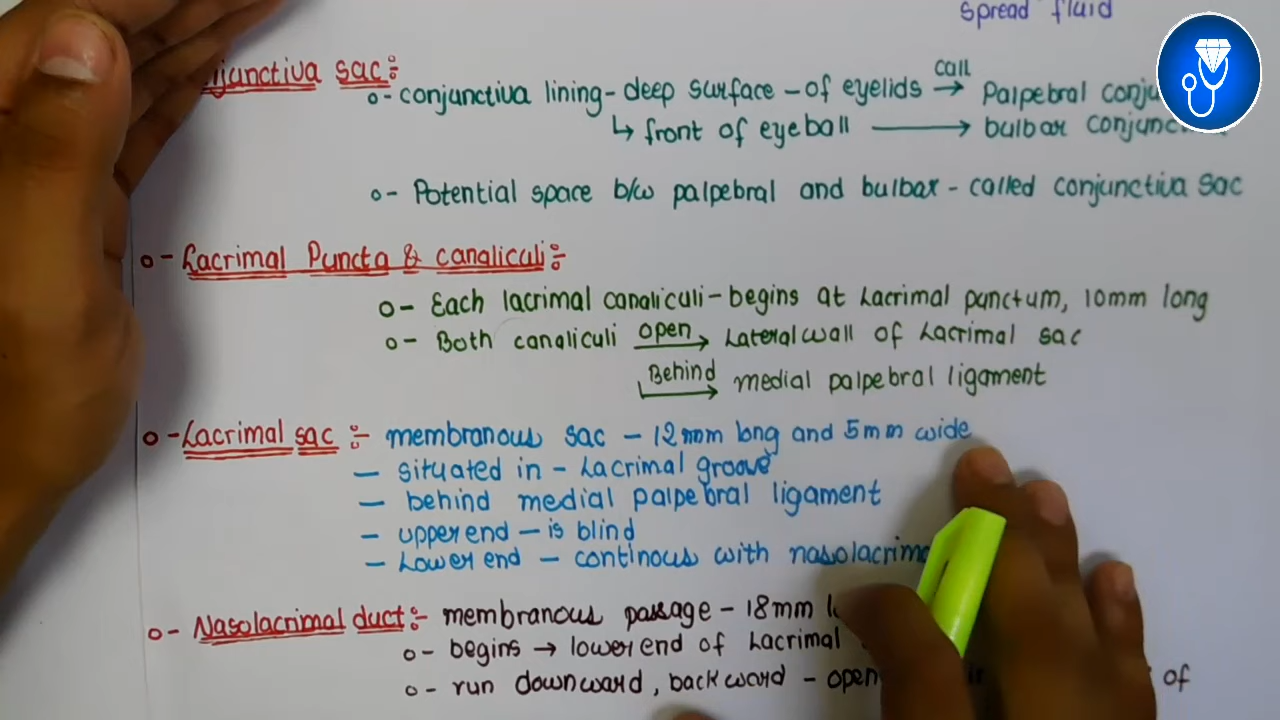 spread fluid
junctiva sac÷
o- conjunctiva lining - deep surface - of eyelids call → Palpebral
↳ front of eyeball → bulbar
o- Potential space b/w palpebral and bulbar - called conjunctiva sac
o- Lacrimal Puncta & canaliculi÷
o- Each lacrimal canaliculi - begins at Lacrimal punctum, 10mm long
o- Both canaliculi open → Lateral wall of Lacrimal sac
Behind → medial palpebral ligament
o- Lacrimal sac ÷ membranous sac - 12mm long and 5mm wide
- situated in - Lacrimal groove
- behind medial palpebral ligament
- upper end - is blind
- Lower end - continous with
o- Nasolacrimal duct÷ membranous passage - 18mm
o- begins → lower end of Lacrimal
o- run downward, backward - open of